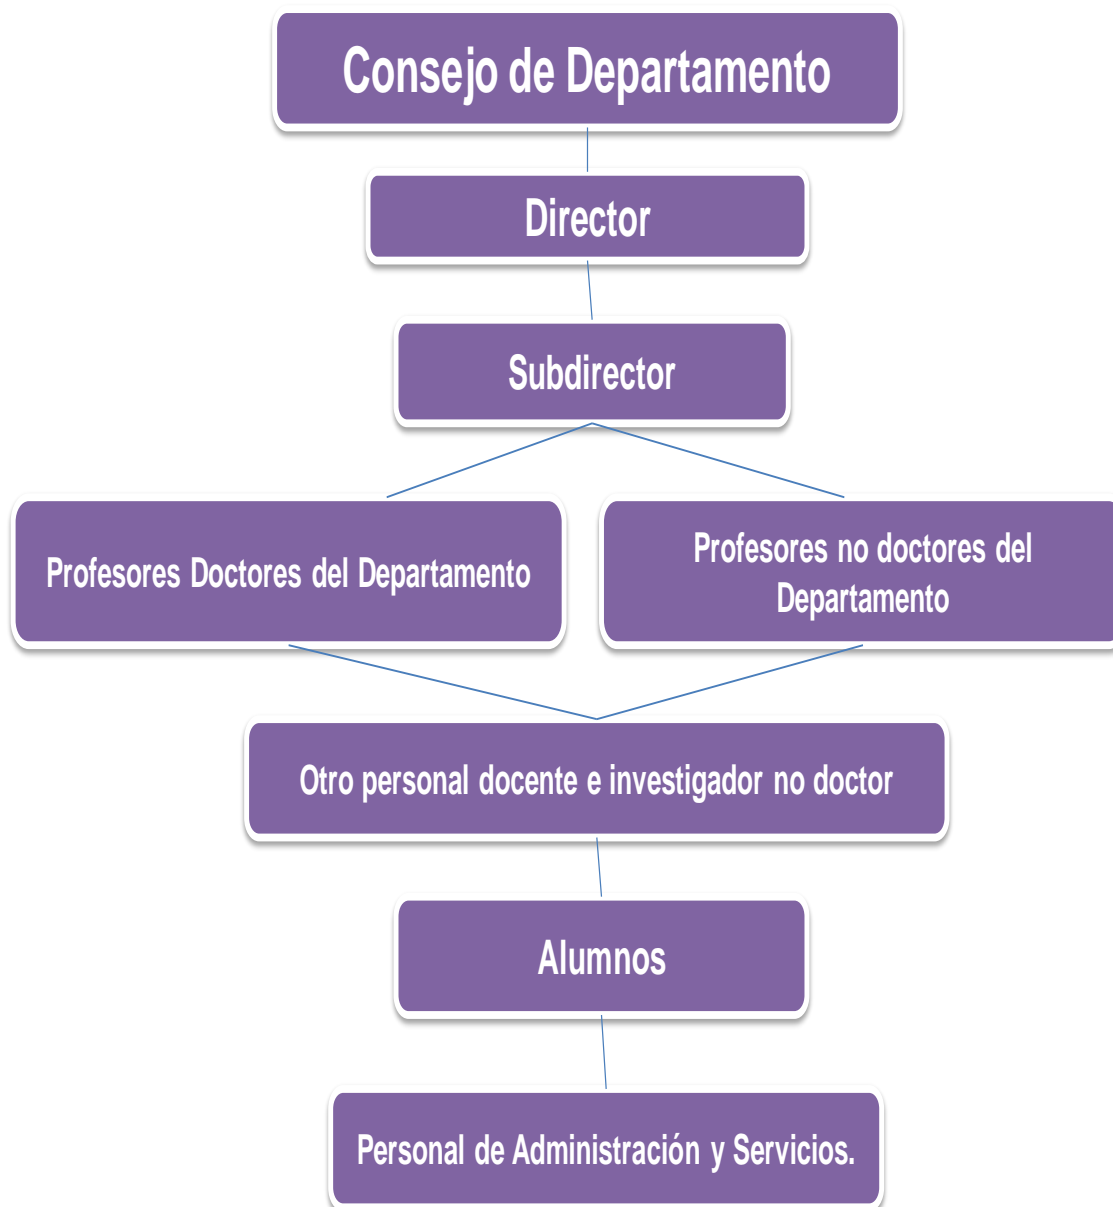 Consejo de Departamento
Director
Subdirector
Profesores Doctores del Departamento
Profesores no doctores del
Departamento
Otro personal docente e investigador no doctor
Alumnos
Personal de Administración y Servicios.